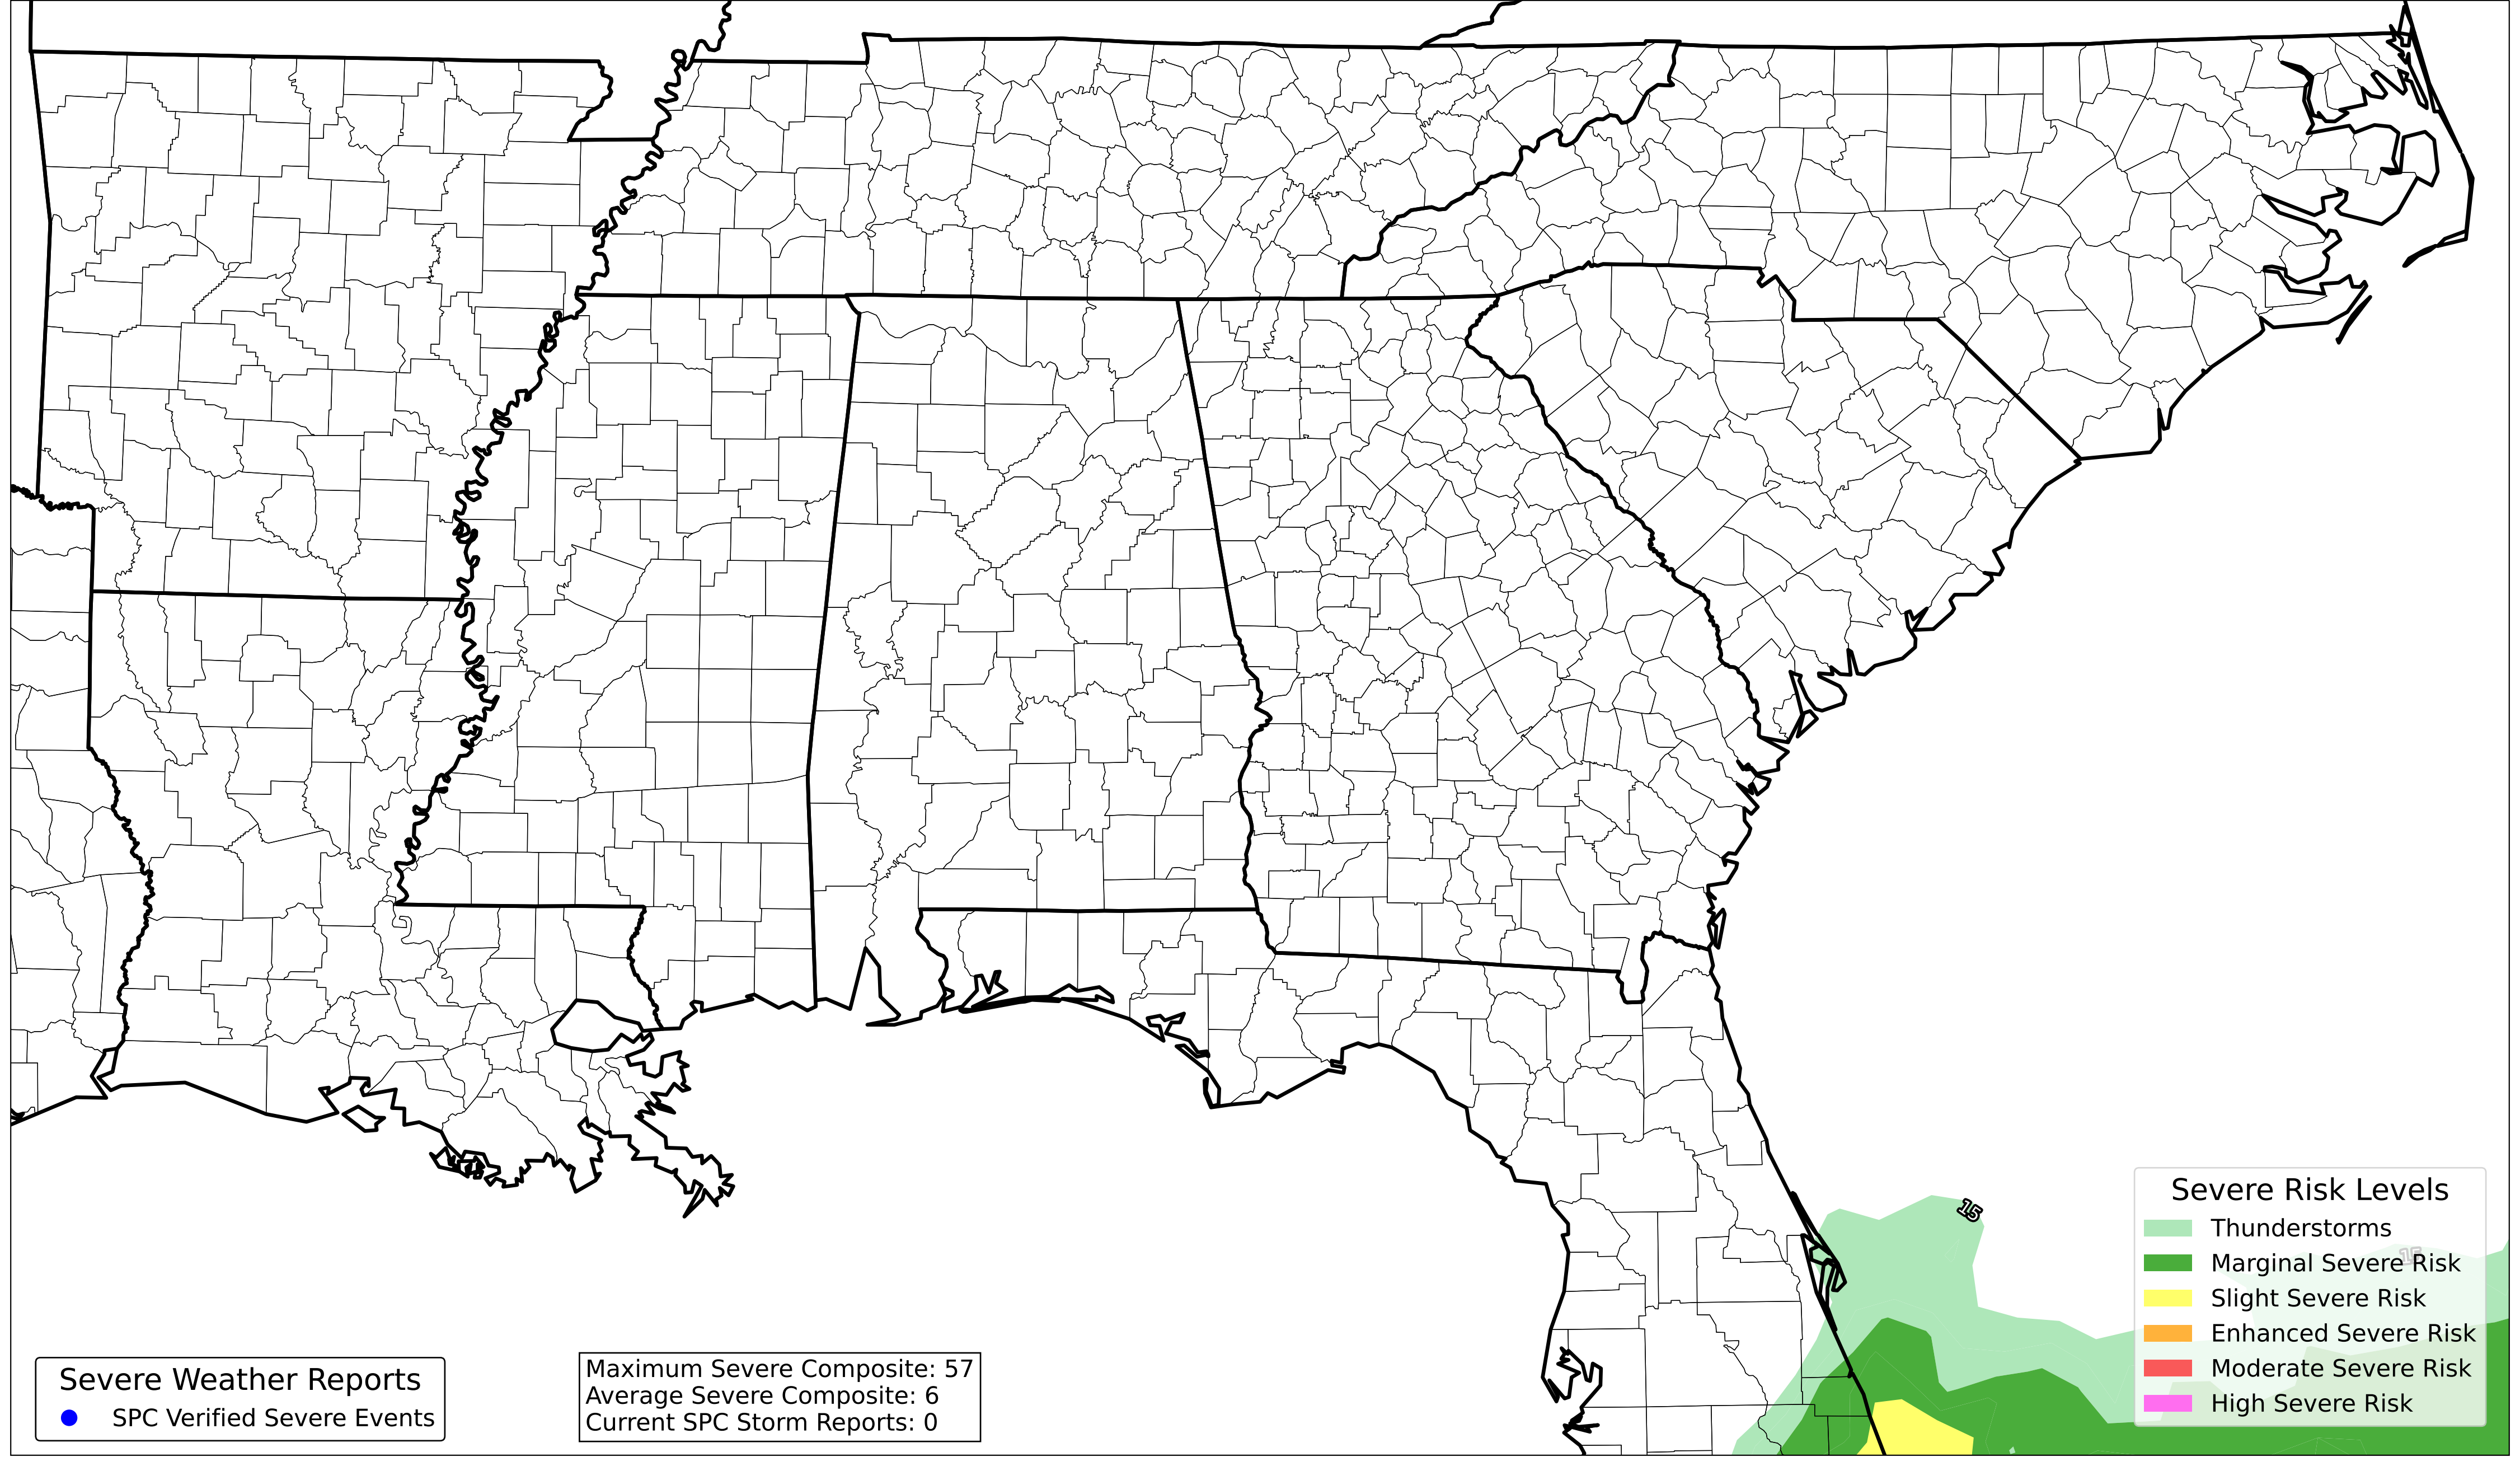 15
15
Severe Risk Levels
Thunderstorms
Marginal Severe Risk
Slight Severe Risk
Enhanced Severe Risk
Moderate Severe Risk
High Severe Risk
Severe Weather Reports
SPC Verified Severe Events
Maximum Severe Composite: 57
Average Severe Composite: 6
Current SPC Storm Reports: 0